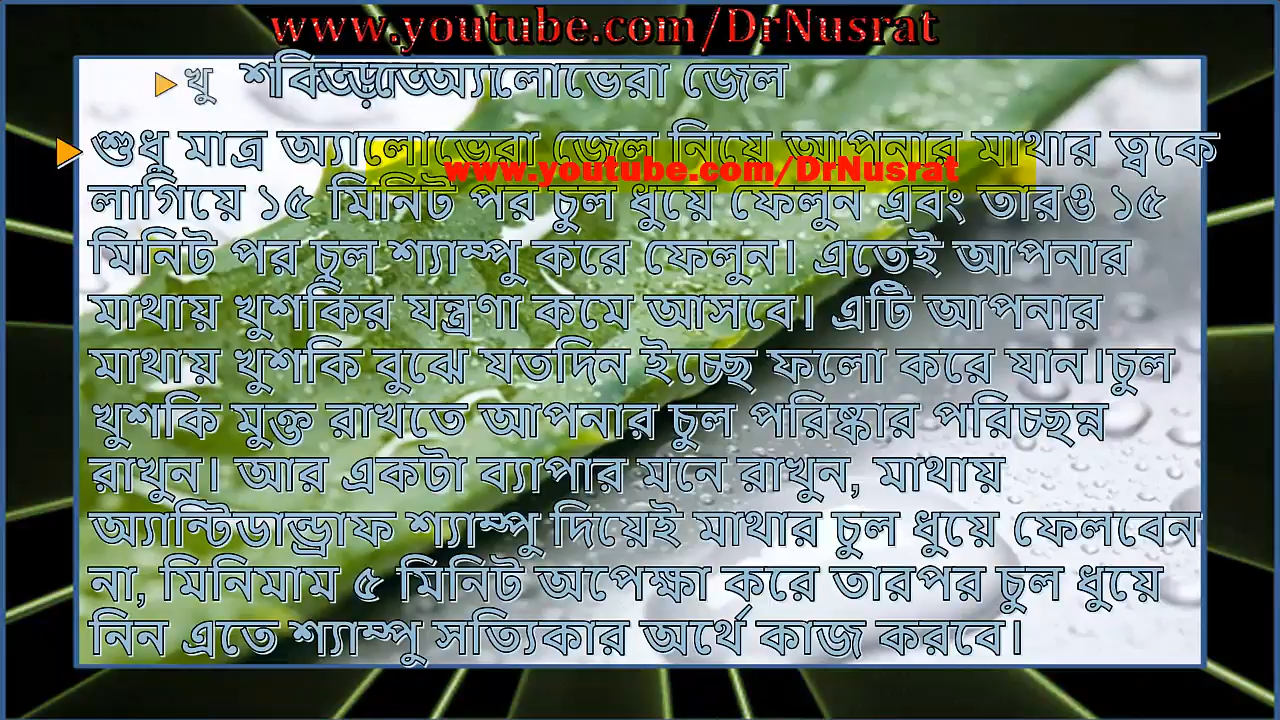 www.youtube.com/DrNusrat
খু অ্যালোভেরা জেল
শুধু মাত্র অ্যালোভেরা জেল নিয়ে আপনার মাথার ত্বকে
www.youtube.com/DrNusrat
লাগিয়ে ১৫ মিনিট পর চুল ধুয়ে ফেলুন এবং তারও ১৫
মিনিট পর চুল শ্যাম্পু করে ফেলুন। এতেই আপনার
মাথায় খুশকির যন্ত্রণা কমে আসবে। এটি আপনার
মাথায় খুশকি বুঝে যতদিন ইচ্ছে ফলো করে যান।চুল
খুশকি মুক্ত রাখতে আপনার চুল পরিষ্কার পরিচ্ছন্ন
রাখুন। আর একটা ব্যাপার মনে রাখুন, মাথায়
অ্যান্টিডান্ড্রাফ শ্যাম্পু দিয়েই মাথার চুল ধুয়ে ফেলবেন
না, মিনিমাম ৫ মিনিট অপেক্ষা করে তারপর চুল ধুয়ে
নিন এতে শ্যাম্পু সত্যিকার অর্থে কাজ করবে।